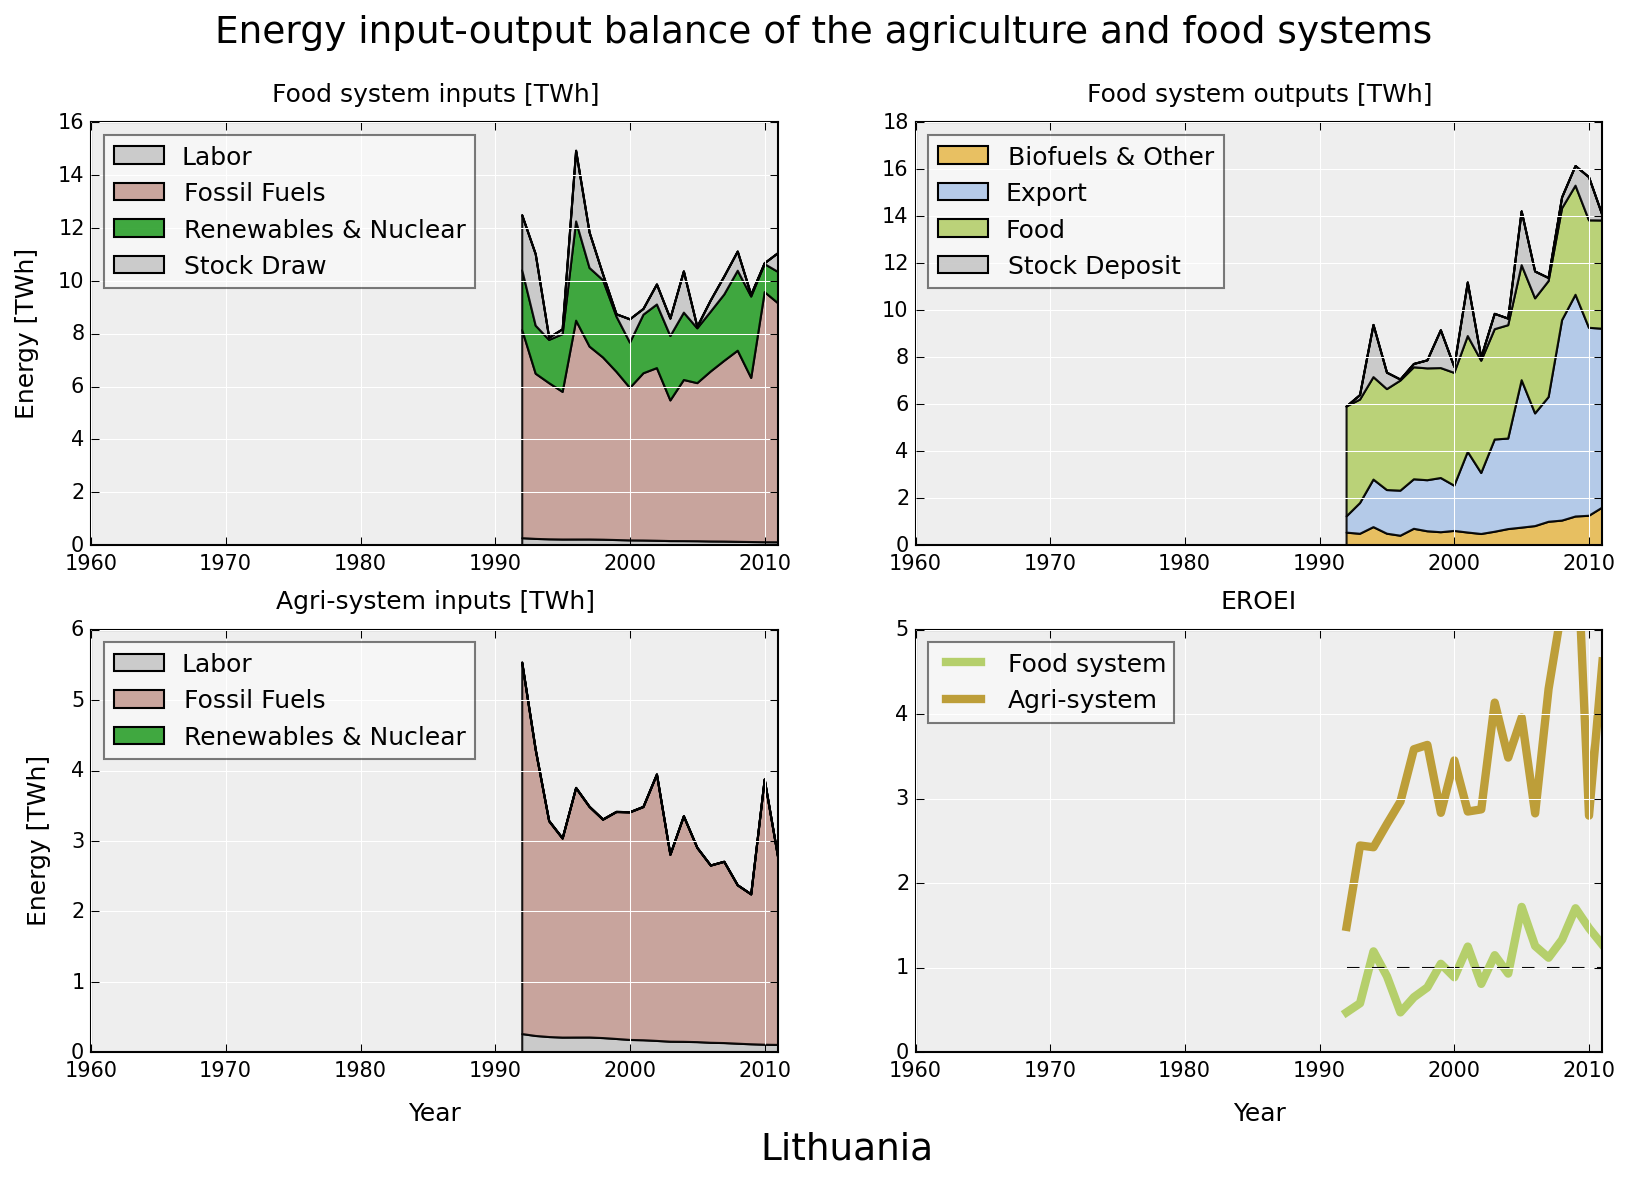 Energy input-output balance of the agriculture and food systems
Food system inputs [TWh]
Energy [TWh]
16
14
12
10
8
6
4
2
0
Labor
Fossil Fuels
Renewables & Nuclear
Stock Draw
1960 1970 1980 1990 2000 2010
Food system outputs [TWh]
18
16
14
12
10
8
6
4
2
0
Biofuels & Other
Export
Food
Stock Deposit
1960 1970 1980 1990 2000 2010
Agri-system inputs [TWh]
Energy [TWh]
6
5
4
3
2
1
0
Labor
Fossil Fuels
Renewables & Nuclear
1960 1970 1980 1990 2000 2010
Year
EROEI
5
4
3
2
1
0
Food system
Agri-system
1960 1970 1980 1990 2000 2010
Year
Lithuania